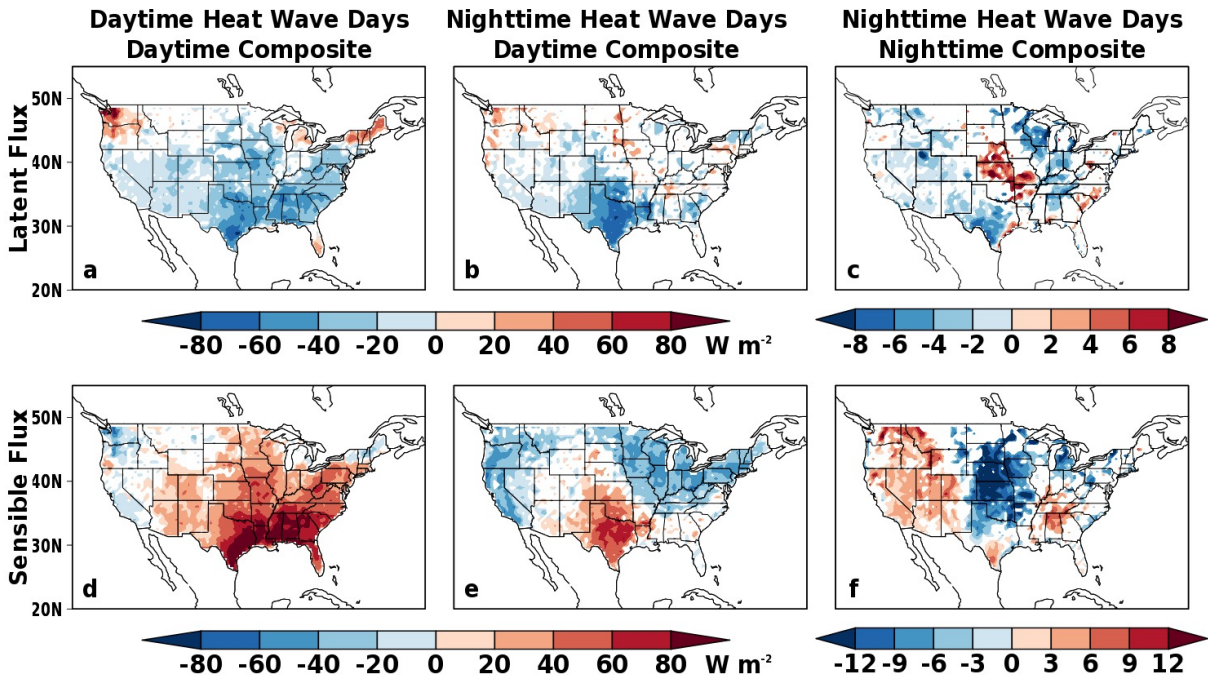 Daytime Heat Wave Days
Daytime Composite
Nighttime Heat Wave Days
Daytime Composite
Nighttime Heat Wave Days
Nighttime Composite
Latent Flux
50N
40N
30N
20N
a
b
c
-80 -60 -40 -20 0 20 40 60 80 W m⁻²
-8 -6 -4 -2 0 2 4 6 8
Sensible Flux
50N
40N
30N
20N
d
e
f
-80 -60 -40 -20 0 20 40 60 80 W m⁻²
-12 -9 -6 -3 0 3 6 9 12